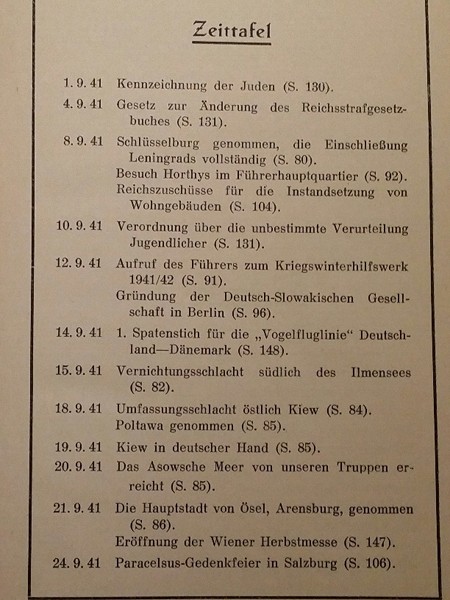 Zeittafel
1. 9. 41 Kennzeichnung der Juden (S. 130).
4. 9. 41 Gesetz zur Änderung des Reichsstrafgesetz-
buches (S. 131).
8. 9. 41 Schlüsselburg genommen, die Einschließung
Leningrads vollständig (S. 80).
Besuch Horthys im Führerhauptquartier (S. 92).
Reichszuschüsse für die Instandsetzung von
Wohngebäuden (S. 104).
10. 9. 41 Verordnung über die unbestimmte Verurteilung
Jugendlicher (S. 131).
12. 9. 41 Aufruf des Führers zum Kriegswinterhilfswerk
1941/42 (S. 91).
Gründung der Deutsch-Slowakischen Gesell-
schaft in Berlin (S. 96).
14. 9. 41 1. Spatenstich für die „Vogelfluglinie" Deutsch-
land—Dänemark (S. 148).
15. 9. 41 Vernichtungsschlacht südlich des Ilmensees
(S. 82).
18. 9. 41 Umfassungsschlacht östlich Kiew (S. 84).
Poltawa genommen (S. 85).
19. 9. 41 Kiew in deutscher Hand (S. 85).
20. 9. 41 Das Asowsche Meer von unseren Truppen er-
reicht (S. 85).
21. 9. 41 Die Hauptstadt von Ösel, Arensburg, genommen
(S. 86).
Eröffnung der Wiener Herbstmesse (S. 147).
24. 9. 41 Paracelsus-Gedenkfeier in Salzburg (S. 106).